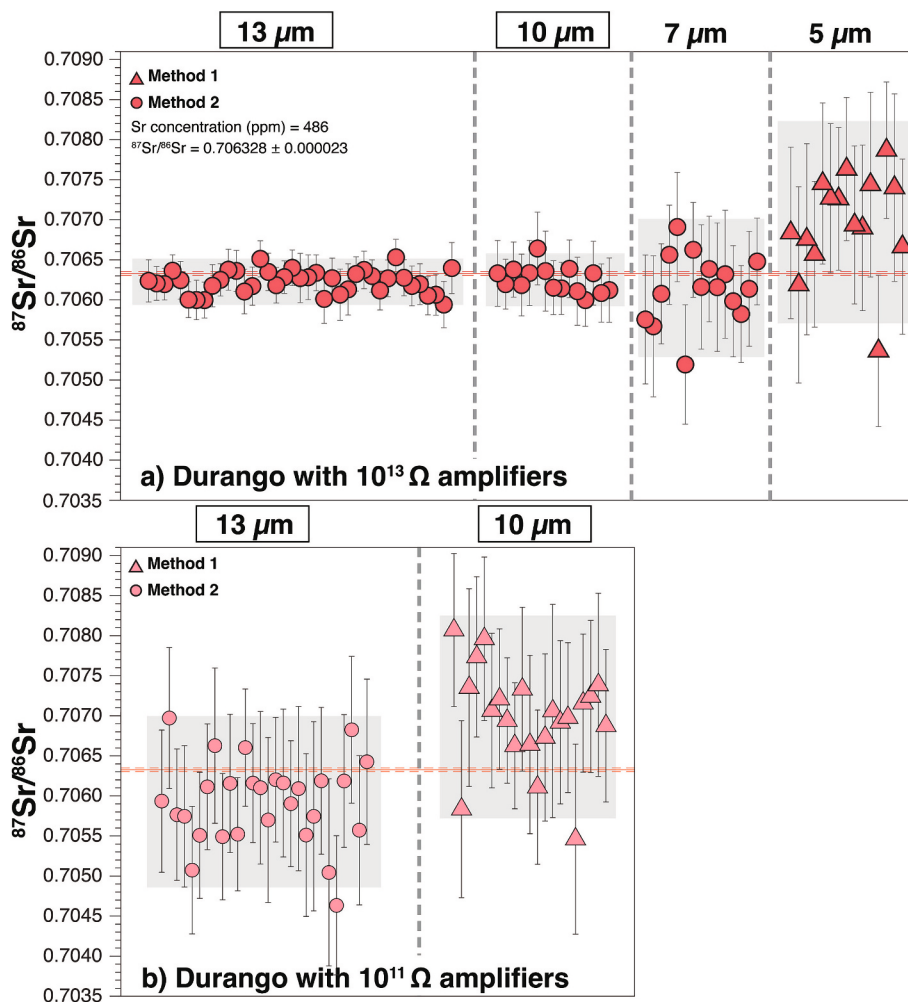 13 µm 10 µm 7 µm 5 µm
0.7090
0.7085
0.7080
0.7075
0.7070
0.7065
0.7060
0.7055
0.7050
0.7045
0.7040
0.7035
⁸⁷Sr/⁸⁶Sr
Method 1
Method 2
Sr concentration (ppm) = 486
⁸⁷Sr/⁸⁶Sr = 0.706328 ± 0.000023
a) Durango with 10¹³ Ω amplifiers
13 µm 10 µm
0.7090
0.7085
0.7080
0.7075
0.7070
0.7065
0.7060
0.7055
0.7050
0.7045
0.7040
0.7035
⁸⁷Sr/⁸⁶Sr
Method 1
Method 2
b) Durango with 10¹¹ Ω amplifiers